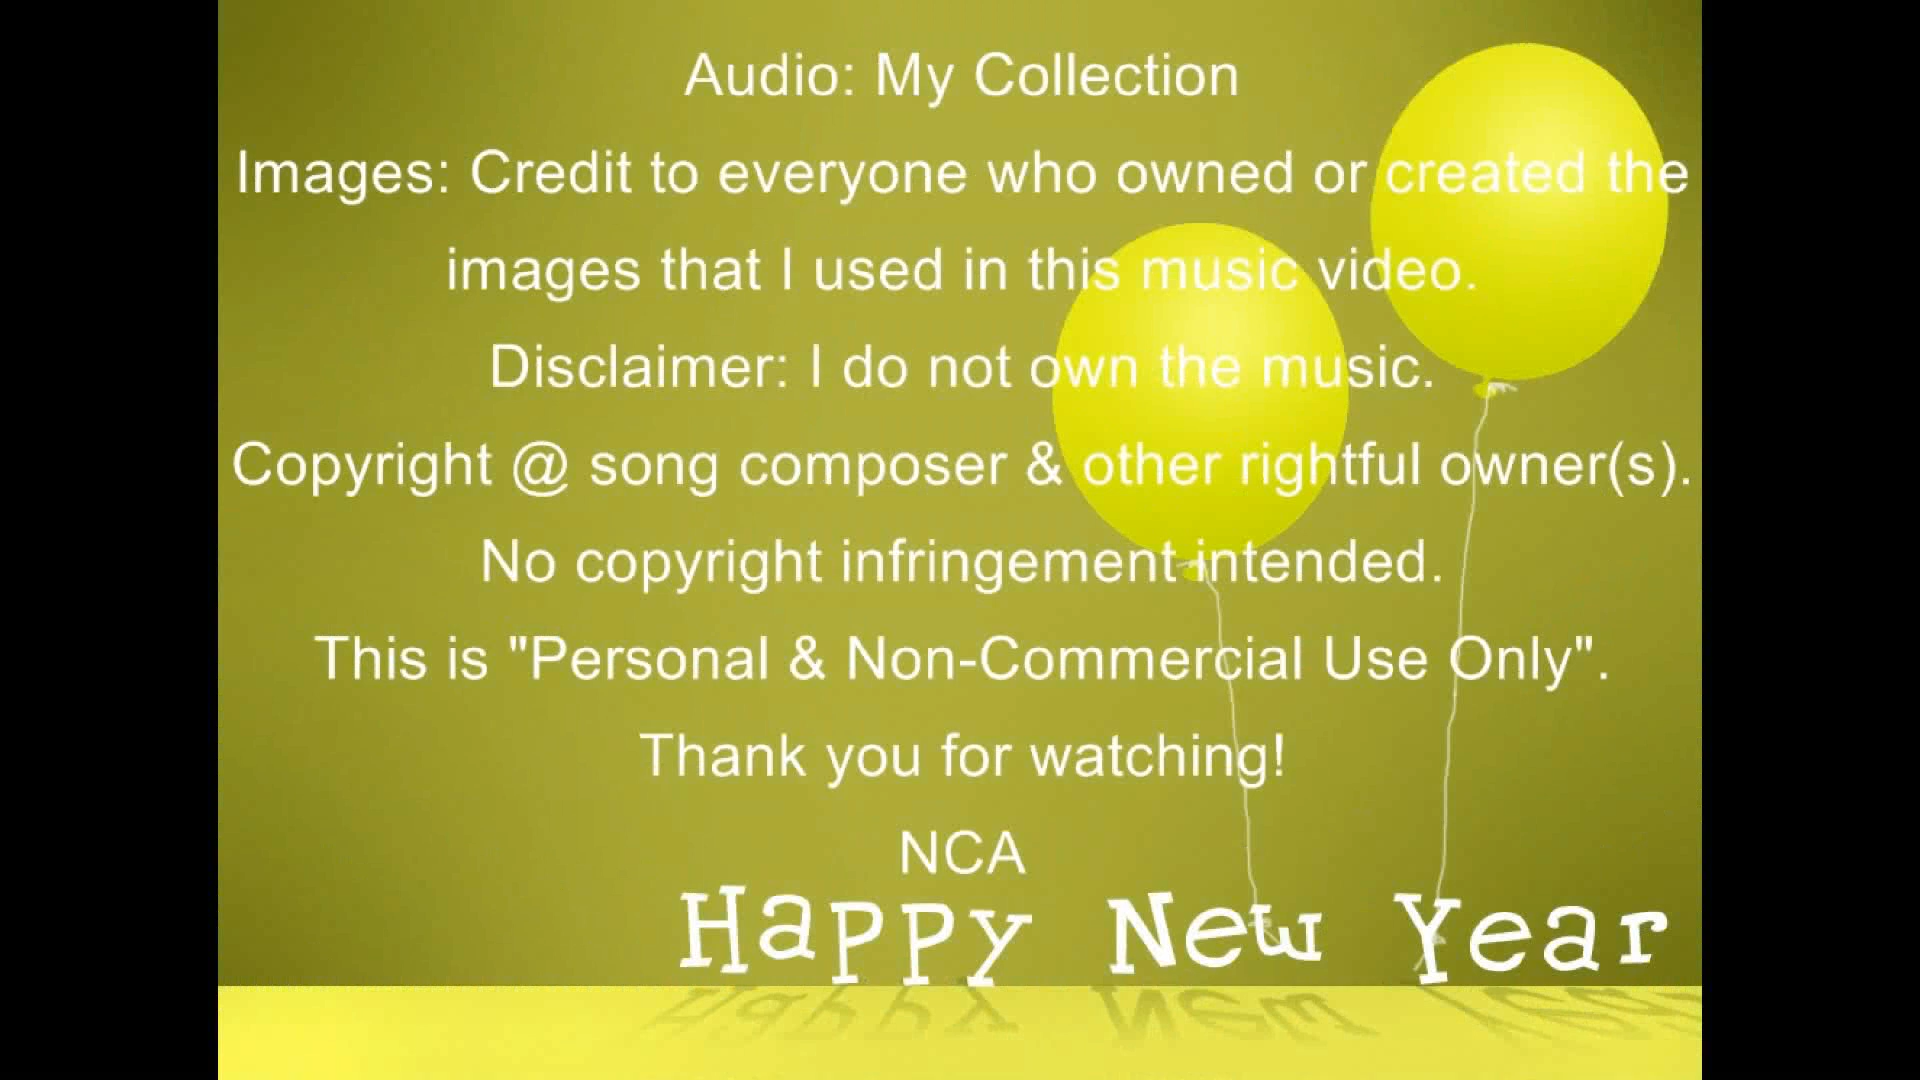 Audio: My Collection
Images: Credit to everyone who owned or created the
images that I used in this music video.
Disclaimer: I do not own the music.
Copyright @ song composer & other rightful owner(s).
No copyright infringement intended.
This is "Personal & Non-Commercial Use Only".
Thank you for watching!
NCA
Happy New Year